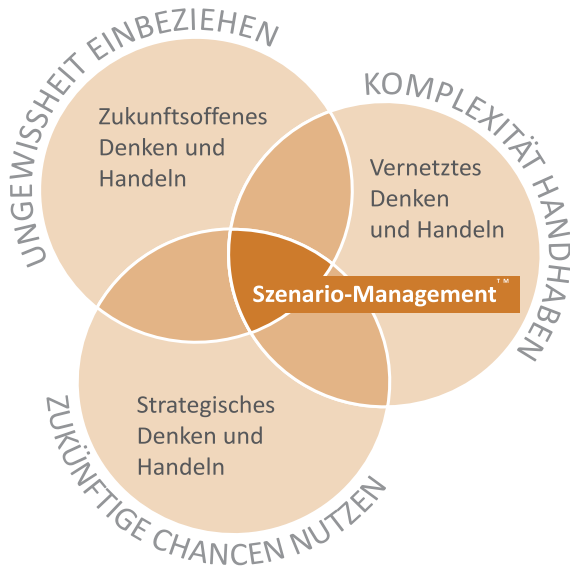 UNGEWISSHEIT EINBEZIEHEN
KOMPLEXITÄT HANDHABEN
Zukunftsoffenes
Denken und
Handeln
Vernetztes
Denken
und Handeln
Szenario-Management™
Strategisches
Denken und
Handeln
ZUKÜNFTIGE CHANCEN NUTZEN